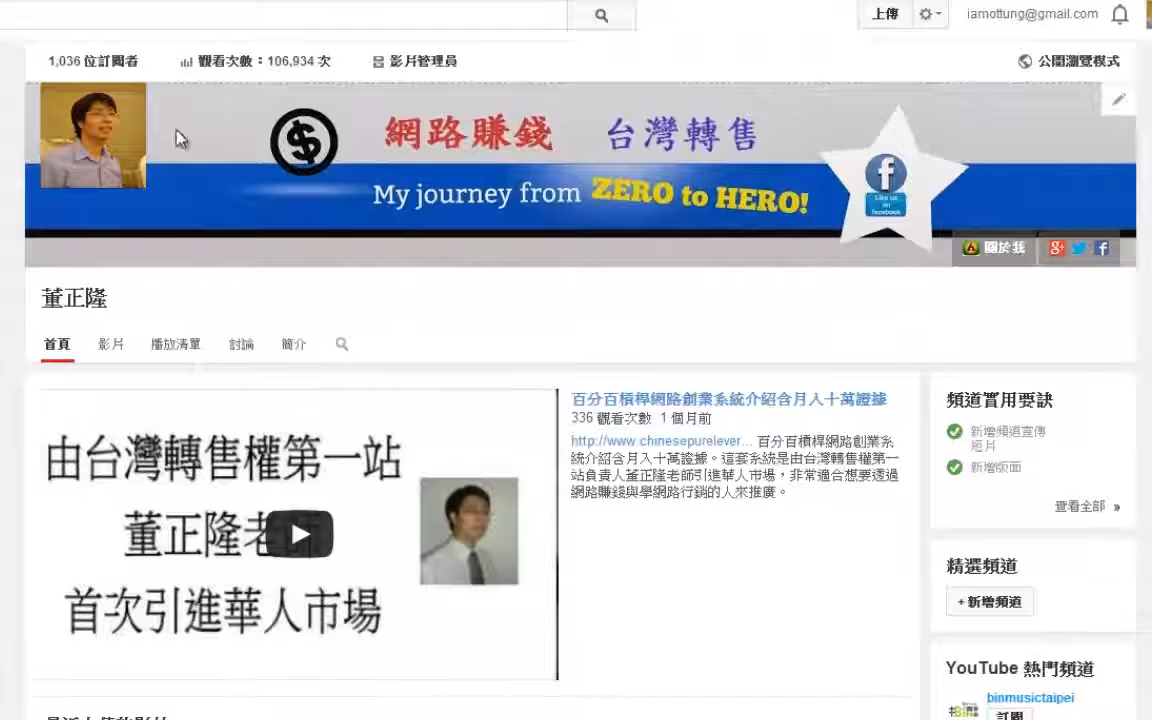 上傳
iamottung@gmail.com
1,036 位訂閱者
觀看次數：106,934 次
影片管理員
公開瀏覽模式
網路賺錢 台灣轉售
My journey from ZERO to HERO!
f
Like us
on
facebook
關於我
董正隆
首頁
影片
播放清單
討論
簡介
由台灣轉售權第一站
董正隆老師
首次引進華人市場
百分百槓桿網路創業系統介紹含月入十萬證據
336 觀看次數 1 個月前
http://www.chinesepurelever... 百分百槓桿網路創業系
統介紹含月入十萬證據。這套系統是由台灣轉售權第一
站負責人董正隆老師引進華人市場，非常適合想要透過
網路賺錢與學網路行銷的人來推廣。
頻道實用要訣
新增頻道宣傳
短片
新增版面
查看全部 »
精選頻道
+ 新增頻道
YouTube 熱門頻道
binmusictaipei
訂閱